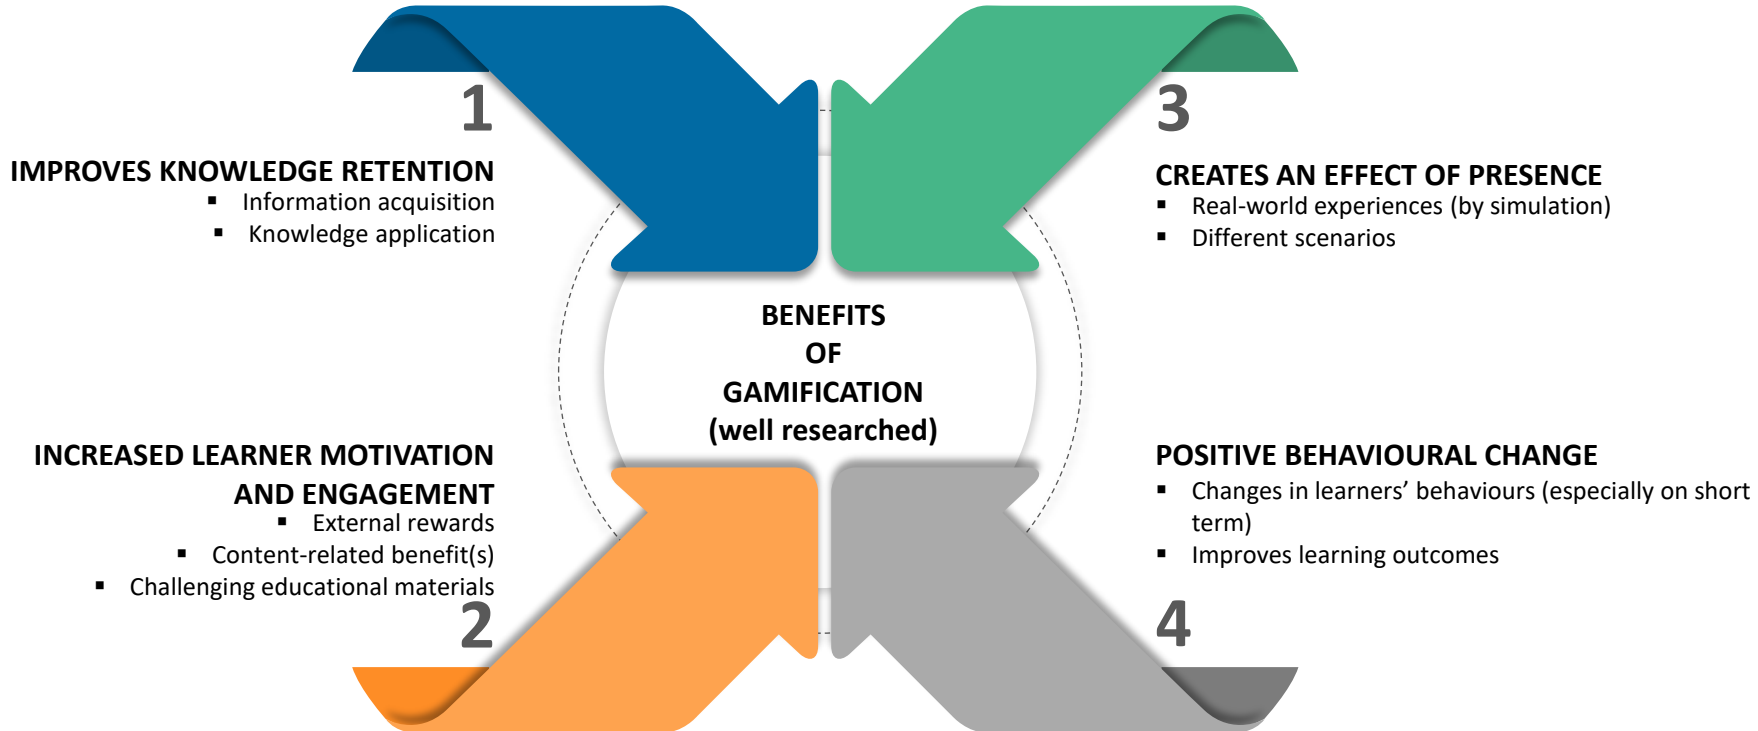 1
IMPROVES KNOWLEDGE RETENTION
▪ Information acquisition
▪ Knowledge application
INCREASED LEARNER MOTIVATION
AND ENGAGEMENT
▪ External rewards
▪ Content-related benefit(s)
▪ Challenging educational materials
2
BENEFITS
OF
GAMIFICATION
(well researched)
3
CREATES AN EFFECT OF PRESENCE
▪ Real-world experiences (by simulation)
▪ Different scenarios
POSITIVE BEHAVIOURAL CHANGE
▪ Changes in learners’ behaviours (especially on short
term)
▪ Improves learning outcomes
4